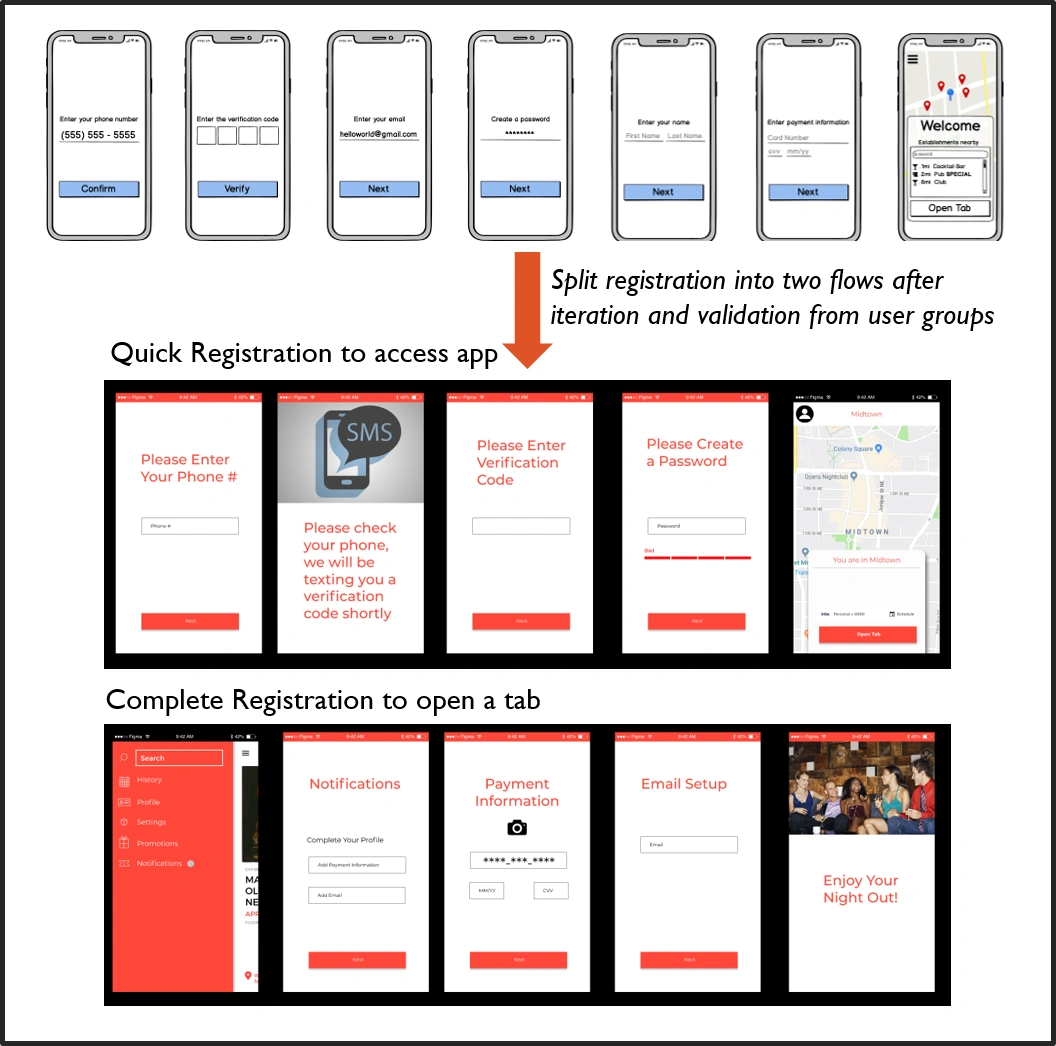 Enter your phone number
(555) 555 - 5555
Confirm
Enter the verification code
Verify
Enter your email
helloworld@gmail.com
Next
Create a password
********
Next
Enter your name
First Name Last Name
Next
Enter payment information
Card Number
cvv mm/yy
Next
Welcome
Establishments nearby
search
.1mi Cocktail Bar
.2mi Pub SPECIAL
.6mi Club
Open Tab
Split registration into two flows after
iteration and validation from user groups
Quick Registration to access app
Figma 9:42 AM 42%
Please Enter
Your Phone #
Phone #
Next
Figma 9:42 AM 42%
SMS
Please check
your phone,
we will be
texting you a
verification
code shortly
Figma 9:42 AM 42%
Please Enter
Verification
Code
Next
Figma 9:42 AM 42%
Please Create
a Password
Password
Bad
Next
Figma 9:42 AM 42%
Midtown
Colony Square
Opera Nightclub
Juniper St NE
MIDTOWN
You are in Midtown
VISA Personal
Schedule
Open Tab
Complete Registration to open a tab
Figma 9:42 AM 42%
Search
History
Profile
Settings
Promotions
Notifications
MA
OL
NE
Figma 9:42 AM 42%
Notifications
Complete Your Profile
Add Payment Information
Add Email
Next
Figma 9:42 AM 42%
Payment
Information
****_***_****
MM/YY CVV
Next
Figma 9:42 AM 42%
Email Setup
Email
Next
Figma 9:42 AM 42%
Enjoy Your
Night Out!